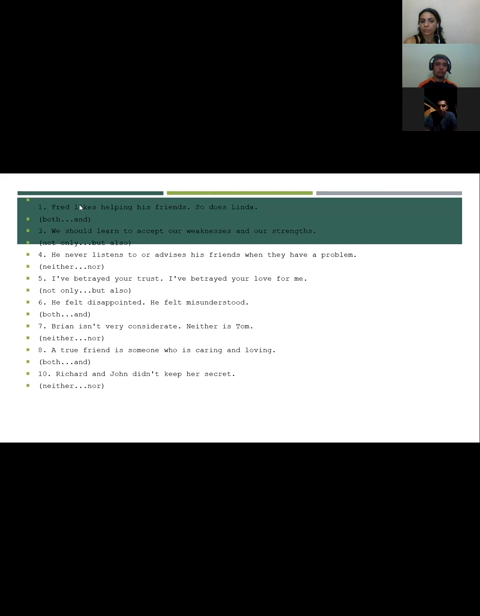 1. Fred likes helping his friends. So does Linda.
(both...and)
3. We should learn to accept our weaknesses and our strengths.
(not only...but also)
4. He never listens to or advises his friends when they have a problem.
(neither...nor)
5. I've betrayed your trust. I've betrayed your love for me.
(not only...but also)
6. He felt disappointed. He felt misunderstood.
(both...and)
7. Brian isn't very considerate. Neither is Tom.
(neither...nor)
8. A true friend is someone who is caring and loving.
(both...and)
10. Richard and John didn't keep her secret.
(neither...nor)